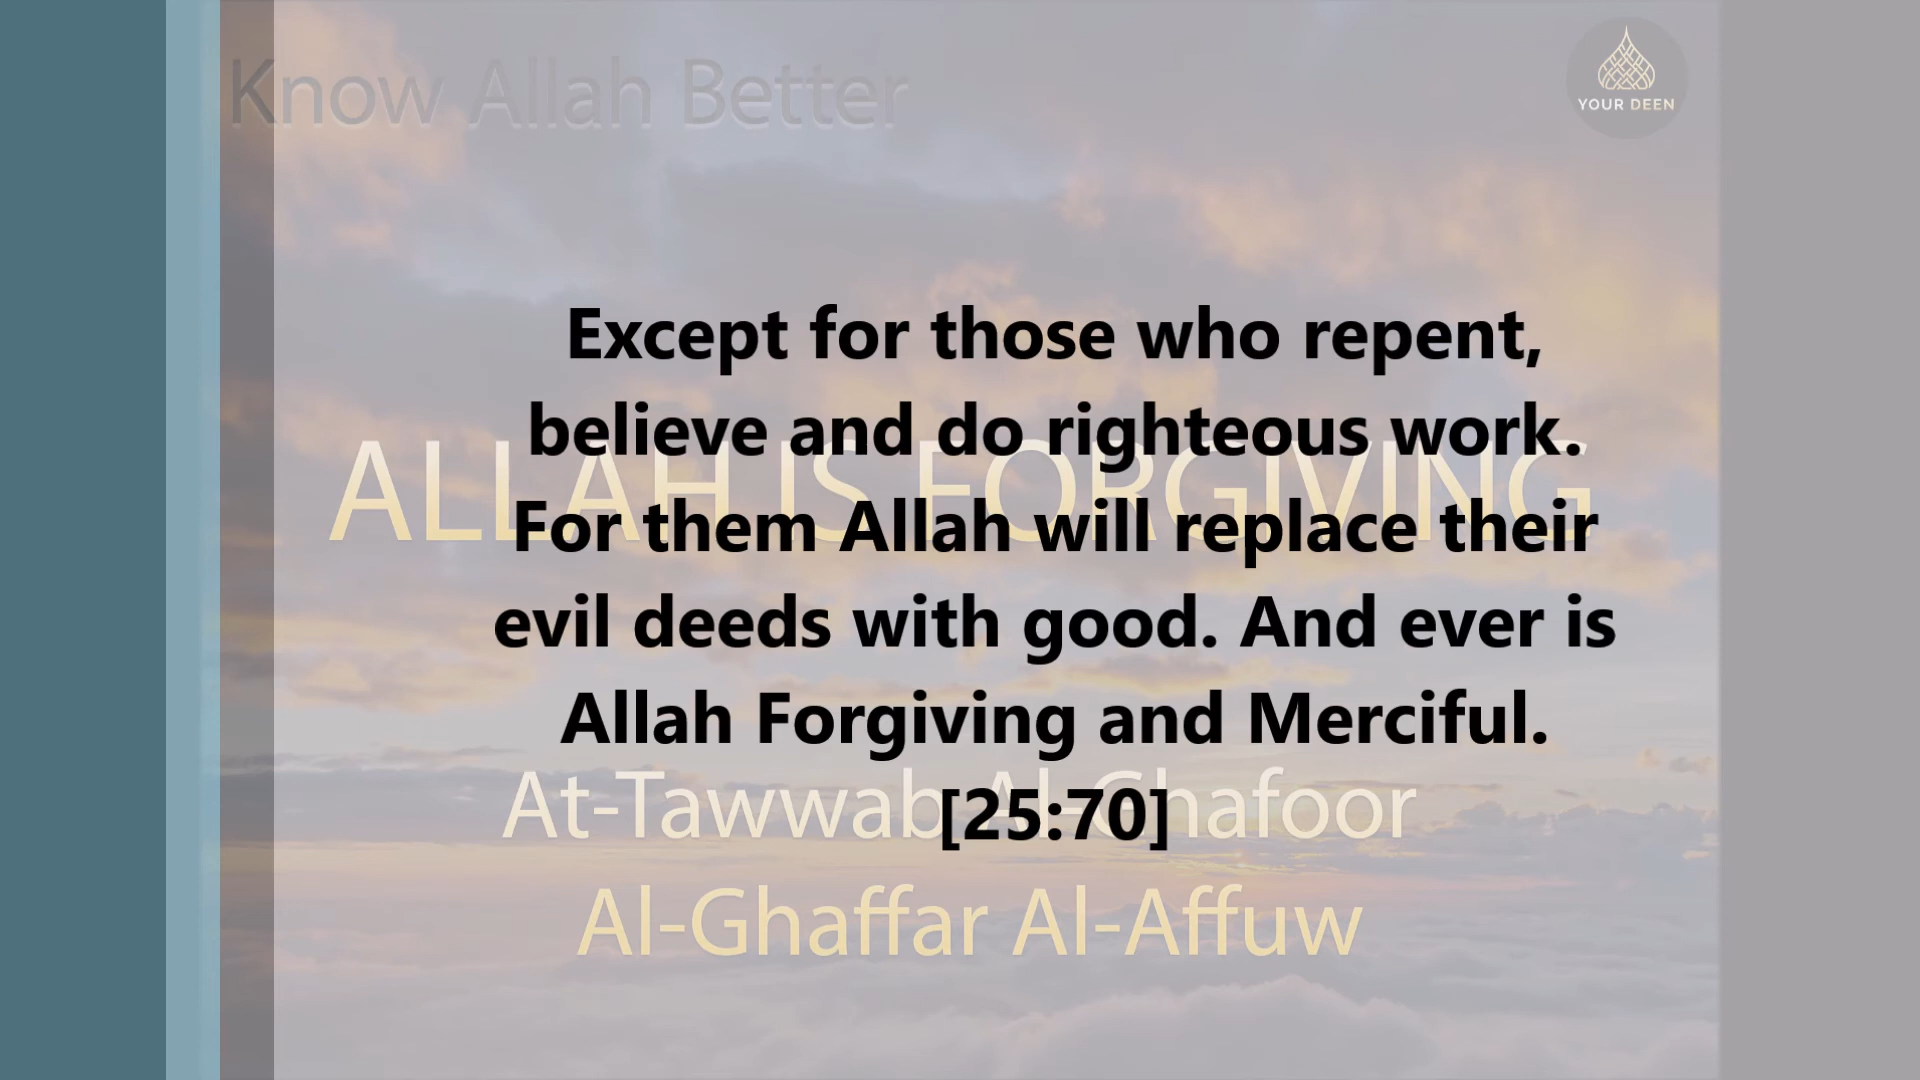 Know Allah Better
YOUR DEEN
Except for those who repent,
believe and do righteous work.
ALLAH IS FORGIVING
For them Allah will replace their
evil deeds with good. And ever is
Allah Forgiving and Merciful.
At-Tawwab Al-Ghafoor
[25:70]
Al-Ghaffar Al-Affuw